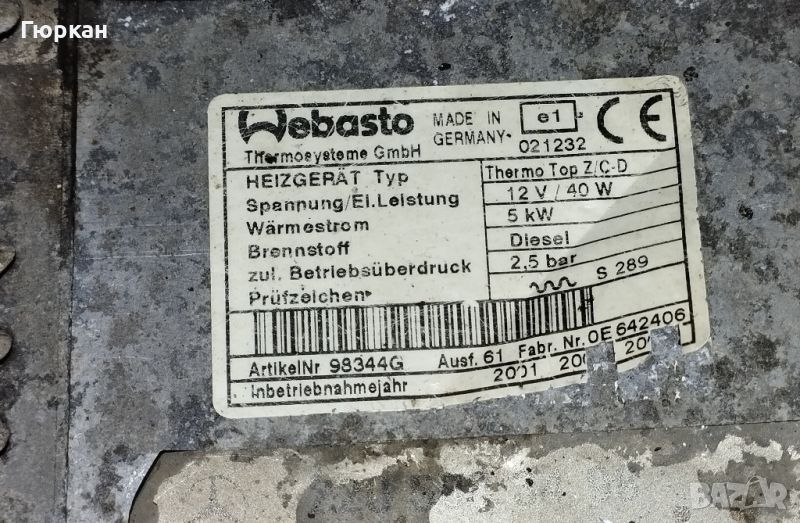 Гюркан
Webasto
Thermosysteme GmbH
MADE IN
GERMANY
e1
021232
CE
HEIZGERÄT Typ
Thermo Top Z/C-D
Spannung/El.Leistung
12 V / 40 W
Wärmestrom
5 kW
Brennstoff
Diesel
zul. Betriebsüberdruck
2,5 bar
Prüfzeichen
S 289
ArtikelNr 98344G Ausf. 61 Fabr. Nr. 0E 642406
Inbetriebnahmejahr
2001
BAZAR